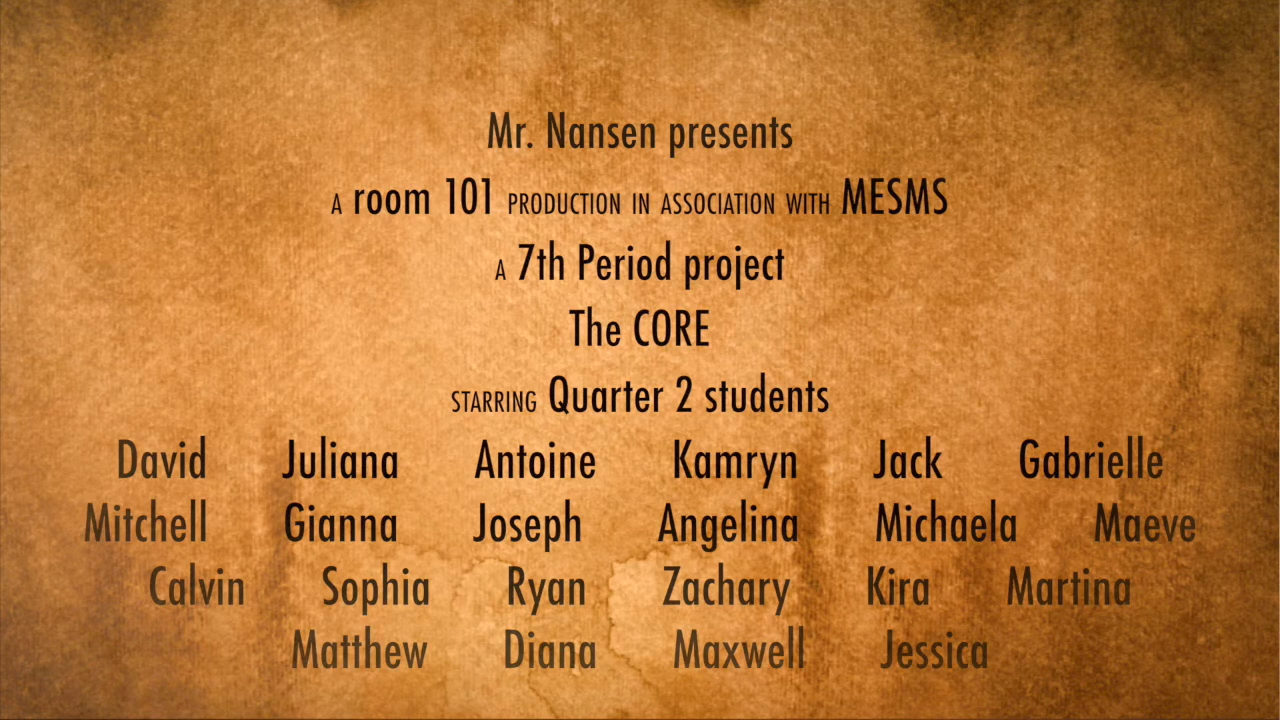 Mr. Nansen presents
A room 101 PRODUCTION IN ASSOCIATION WITH MESMS
A 7th Period project
The CORE
STARRING Quarter 2 students
David Juliana Antoine Kamryn Jack Gabrielle
Mitchell Gianna Joseph Angelina Michaela Maeve
Calvin Sophia Ryan Zachary Kira Martina
Matthew Diana Maxwell Jessica